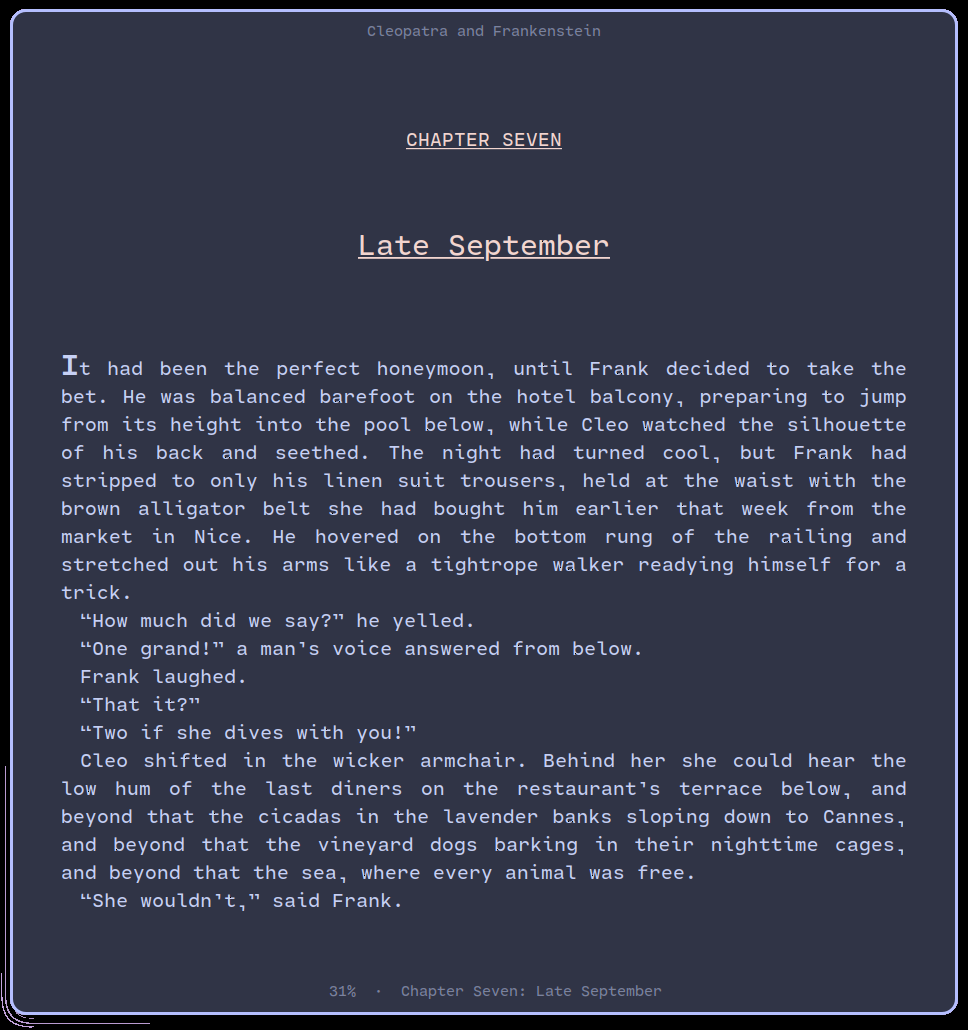 Cleopatra and Frankenstein
CHAPTER SEVEN
Late September
It had been the perfect honeymoon, until Frank decided to take the
bet. He was balanced barefoot on the hotel balcony, preparing to jump
from its height into the pool below, while Cleo watched the silhouette
of his back and seethed. The night had turned cool, but Frank had
stripped to only his linen suit trousers, held at the waist with the
brown alligator belt she had bought him earlier that week from the
market in Nice. He hovered on the bottom rung of the railing and
stretched out his arms like a tightrope walker readying himself for a
trick.
“How much did we say?” he yelled.
“One grand!” a man’s voice answered from below.
Frank laughed.
“That it?”
“Two if she dives with you!”
Cleo shifted in the wicker armchair. Behind her she could hear the
low hum of the last diners on the restaurant’s terrace below, and
beyond that the cicadas in the lavender banks sloping down to Cannes,
and beyond that the vineyard dogs barking in their nighttime cages,
and beyond that the sea, where every animal was free.
“She wouldn’t,” said Frank.
31% · Chapter Seven: Late September